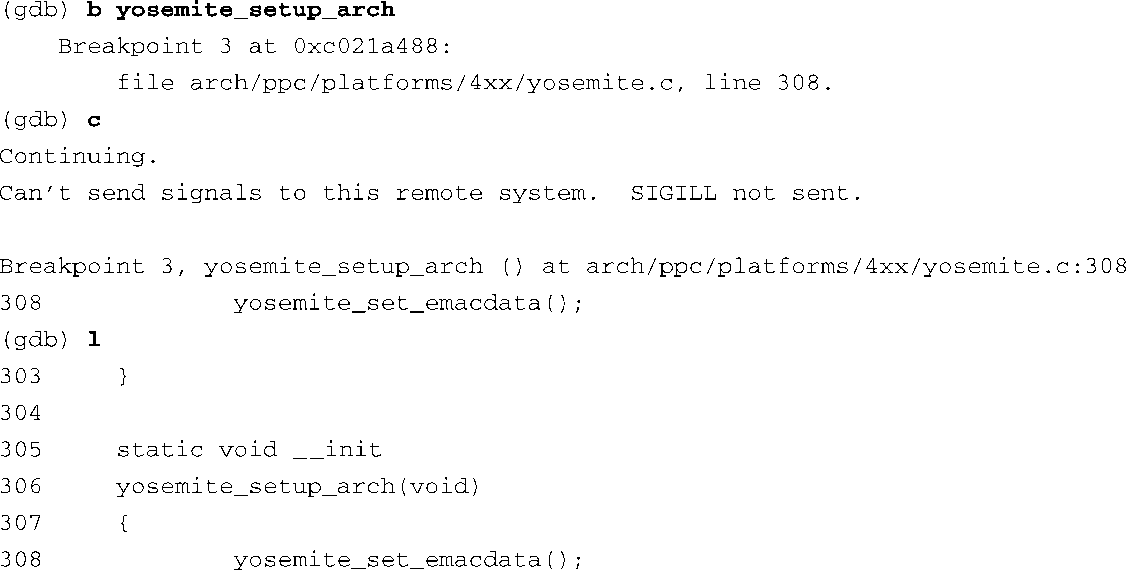 (gdb) b yosemite_setup_arch
    Breakpoint 3 at 0xc021a488:
        file arch/ppc/platforms/4xx/yosemite.c, line 308.
(gdb) c
Continuing.
Can't send signals to this remote system.  SIGILL not sent.

Breakpoint 3, yosemite_setup_arch () at arch/ppc/platforms/4xx/yosemite.c:308
308             yosemite_set_emacdata();
(gdb) l
303     }
304
305     static void __init
306     yosemite_setup_arch(void)
307     {
308             yosemite_set_emacdata();